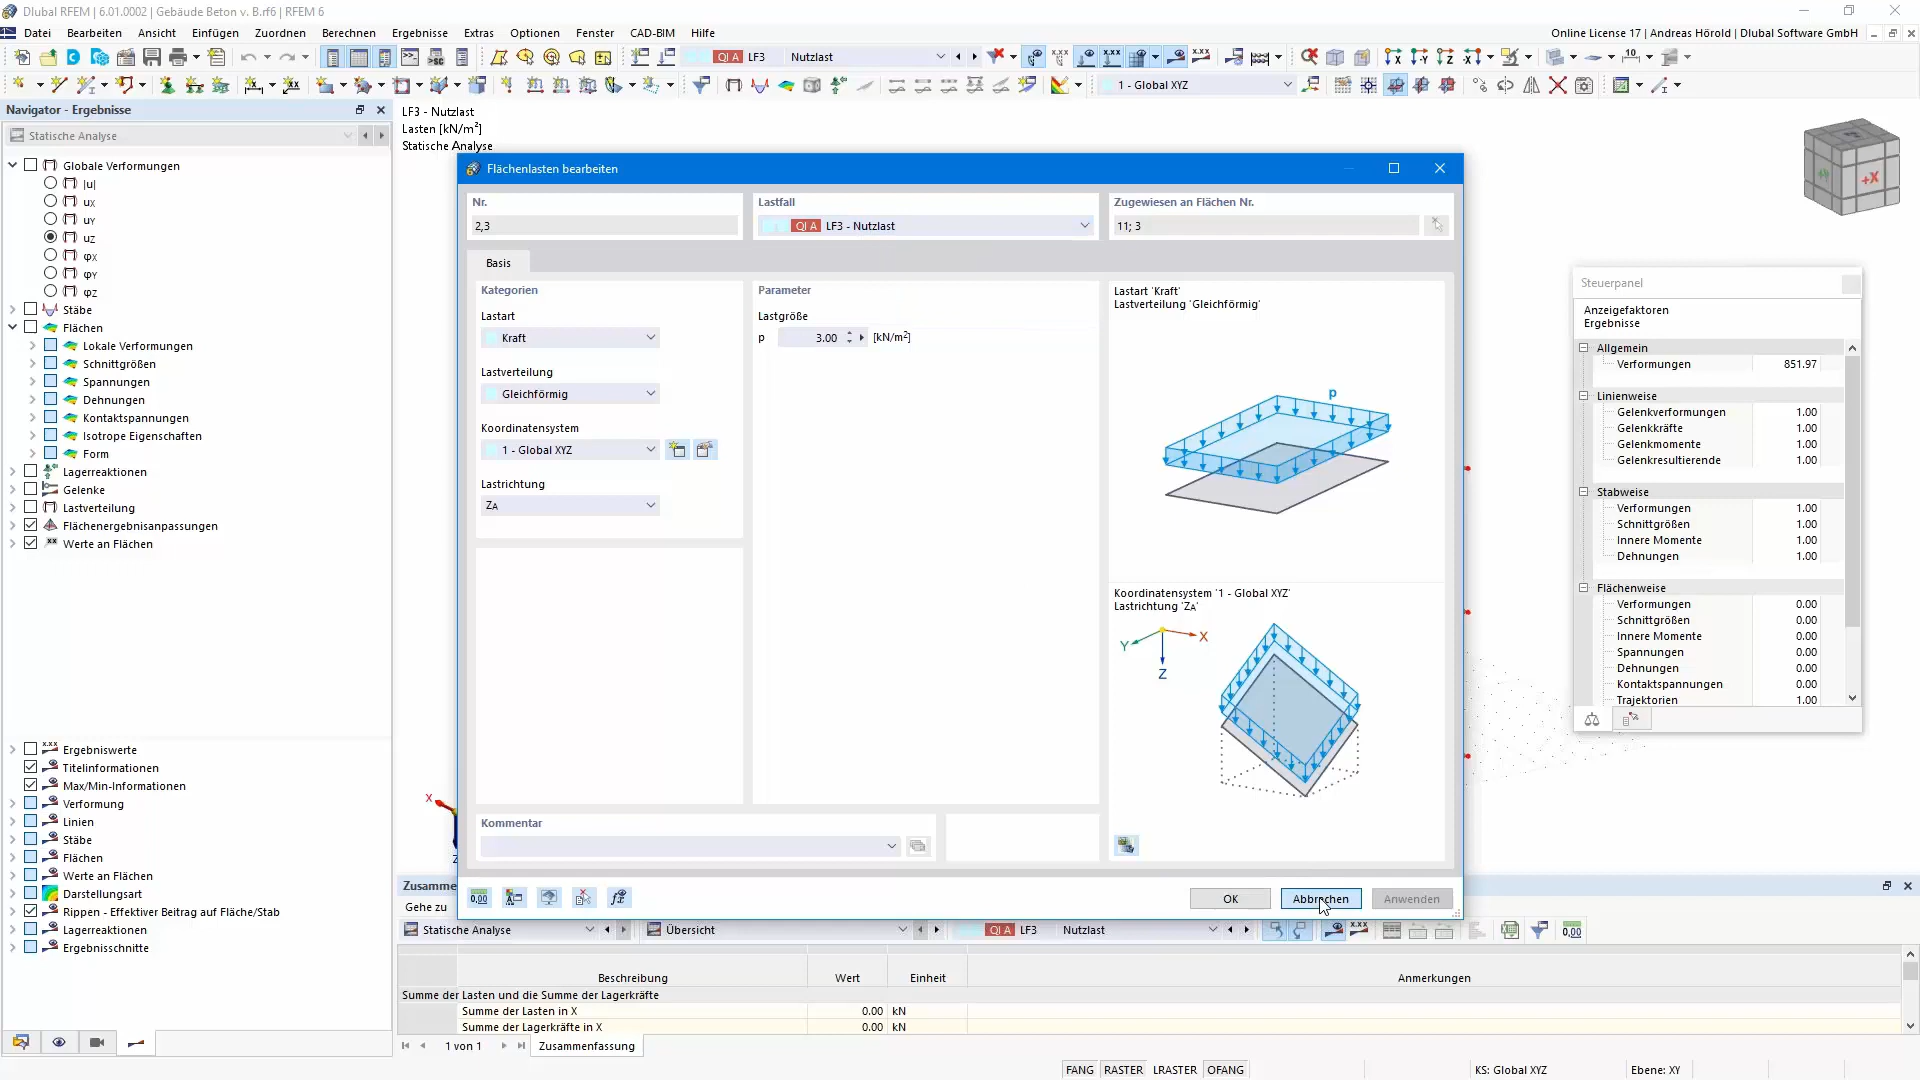 Dlubal RFEM | 6.01.0002 | Gebäude Beton v. B.rf6 | RFEM 6
Datei Bearbeiten Ansicht Einfügen Zuordnen Berechnen Ergebnisse Extras Optionen Fenster CAD-BIM Hilfe
Online License 17 | Andreas Hörold | Dlubal Software GmbH
QI A LF3 Nutzlast
1 - Global XYZ
Navigator - Ergebnisse
Statische Analyse
Globale Verformungen
|u|
uX
uY
uZ
φX
φY
φZ
Stäbe
Flächen
Lokale Verformungen
Schnittgrößen
Spannungen
Dehnungen
Kontaktspannungen
Isotrope Eigenschaften
Form
Lagerreaktionen
Gelenke
Lastverteilung
Flächenergebnisanpassungen
Werte an Flächen
Ergebniswerte
Titelinformationen
Max/Min-Informationen
Verformung
Linien
Stäbe
Flächen
Werte an Flächen
Darstellungsart
Rippen - Effektiver Beitrag auf Fläche/Stab
Lagerreaktionen
Ergebnisschnitte
LF3 - Nutzlast
Lasten [kN/m²]
Statische Analyse
Flächenlasten bearbeiten
Nr.
2,3
Lastfall
QI A LF3 - Nutzlast
Zugewiesen an Flächen Nr.
11; 3
Basis
Kategorien
Lastart
Kraft
Lastverteilung
Gleichförmig
Koordinatensystem
1 - Global XYZ
Lastrichtung
ZA
Parameter
Lastgröße
p 3.00 [kN/m²]
Lastart 'Kraft'
Lastverteilung 'Gleichförmig'
p
Koordinatensystem '1 - Global XYZ'
Lastrichtung 'ZA'
Y X
Z
Kommentar
OK Abbrechen Anwenden
+X
X
Z
Steuerpanel
Anzeigefaktoren
Ergebnisse
Allgemein
Verformungen 851.97
Linienweise
Gelenkverformungen 1.00
Gelenkkräfte 1.00
Gelenkmomente 1.00
Gelenkresultierende 1.00
Stabweise
Verformungen 1.00
Schnittgrößen 1.00
Innere Momente 1.00
Dehnungen 1.00
Flächenweise
Verformungen 0.00
Schnittgrößen 0.00
Innere Momente 0.00
Spannungen 0.00
Dehnungen 0.00
Kontaktspannungen 0.00
Trajektorien 1.00
Zusamme
Gehe zu
Statische Analyse Übersicht QI A LF3 Nutzlast
Beschreibung Wert Einheit Anmerkungen
Summe der Lasten und die Summe der Lagerkräfte
Summe der Lasten in X 0.00 kN
Summe der Lagerkräfte in X 0.00 kN
1 von 1 Zusammenfassung
FANG RASTER LRASTER OFANG KS: Global XYZ Ebene: XY